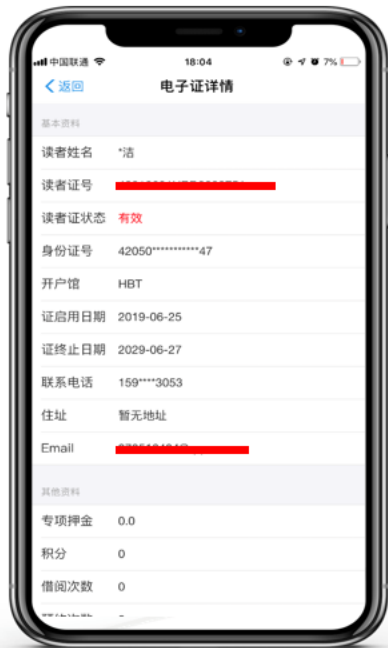 中国联通 18:04 7%
返回 电子证详情
基本资料
读者姓名 *洁
读者证号
读者证状态 有效
身份证号 42050***********47
开户馆 HBT
证启用日期 2019-06-25
证终止日期 2029-06-27
联系电话 159****3053
住址 暂无地址
Email
其他资料
专项押金 0.0
积分 0
借阅次数 0